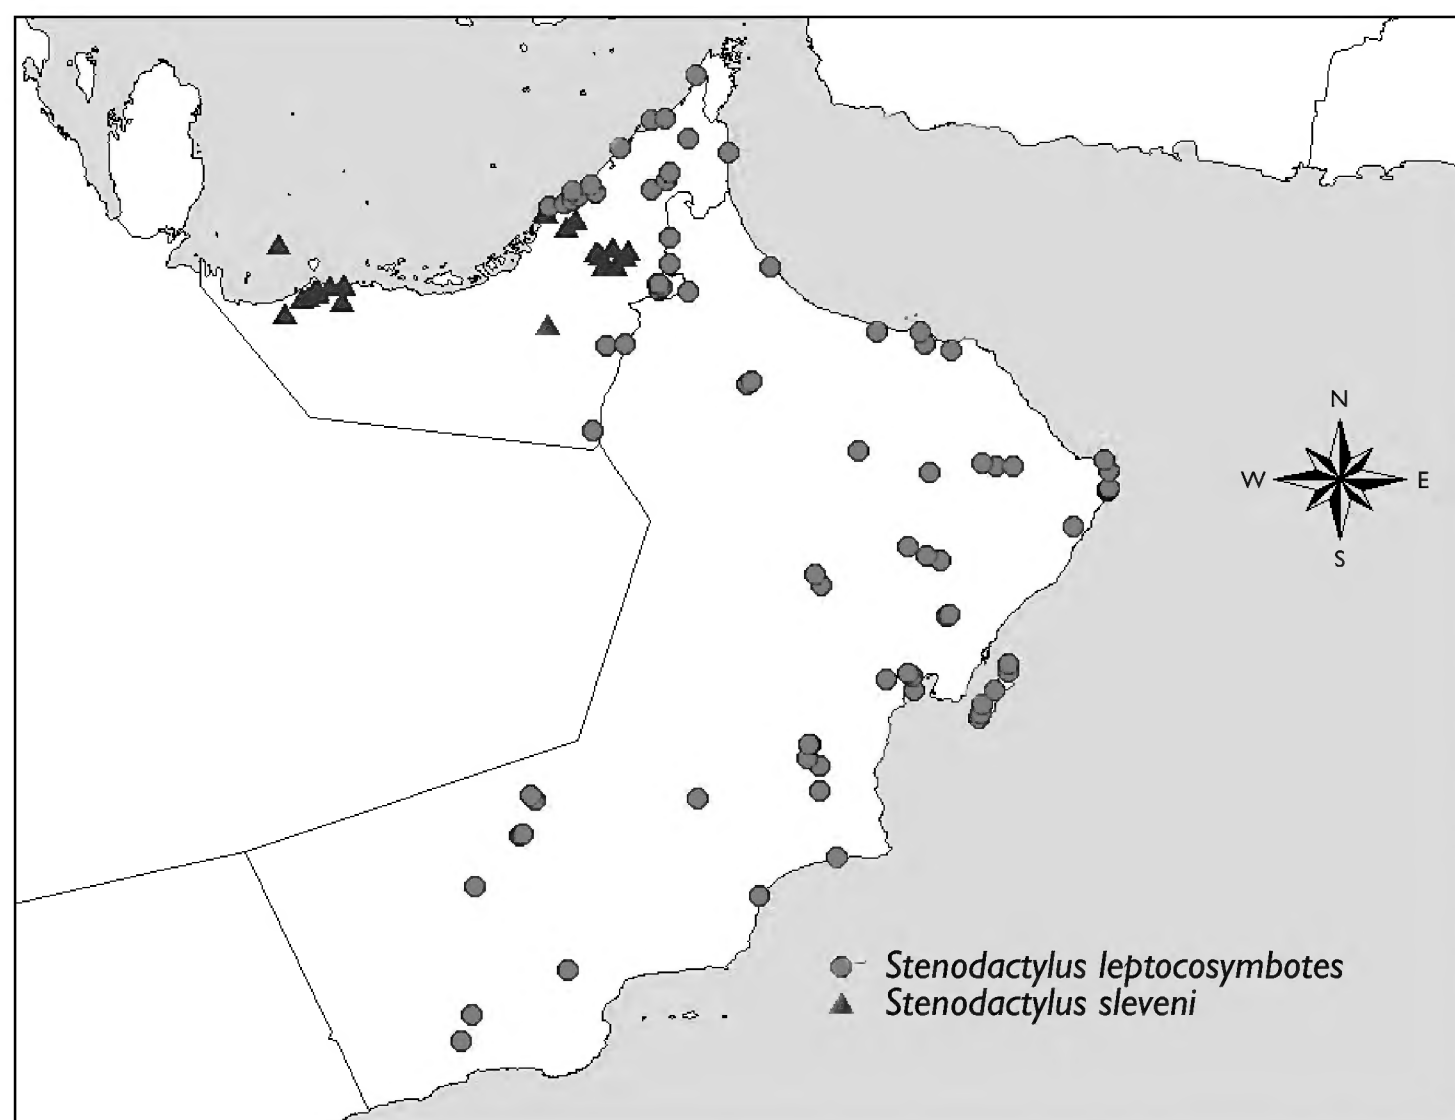 N
W E
S
Stenodactylus leptocosymbotes
Stenodactylus sleveni